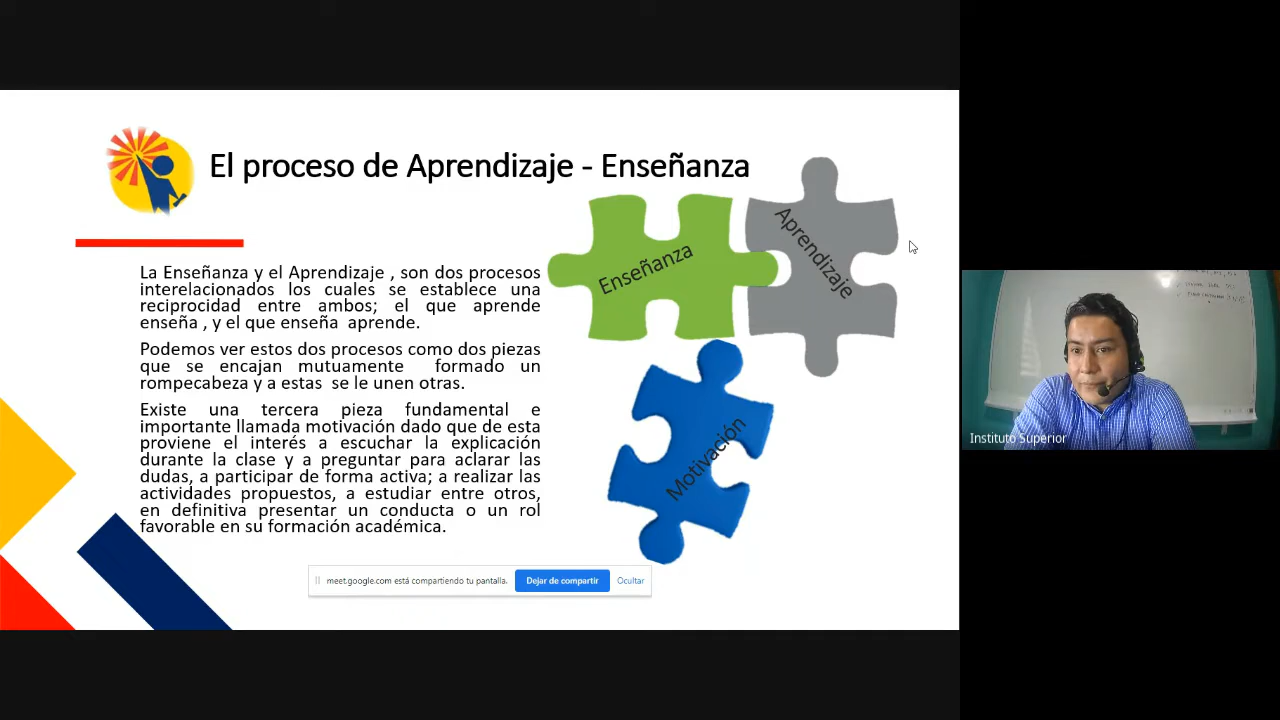 El proceso de Aprendizaje - Enseñanza
La Enseñanza y el Aprendizaje , son dos procesos
interelacionados los cuales se establece una
reciprocidad entre ambos; el que aprende
enseña , y el que enseña aprende.
Podemos ver estos dos procesos como dos piezas
que se encajan mutuamente formado un
rompecabeza y a estas se le unen otras.
Existe una tercera pieza fundamental e
importante llamada motivación dado que de esta
proviene el interés a escuchar la explicación
durante la clase y a preguntar para aclarar las
dudas, a participar de forma activa; a realizar las
actividades propuestos, a estudiar entre otros,
en definitiva presentar un conducta o un rol
favorable en su formación académica.
Enseñanza
Aprendizaje
Motivación
meet.google.com está compartiendo tu pantalla.
Dejar de compartir
Ocultar
Instituto Superior